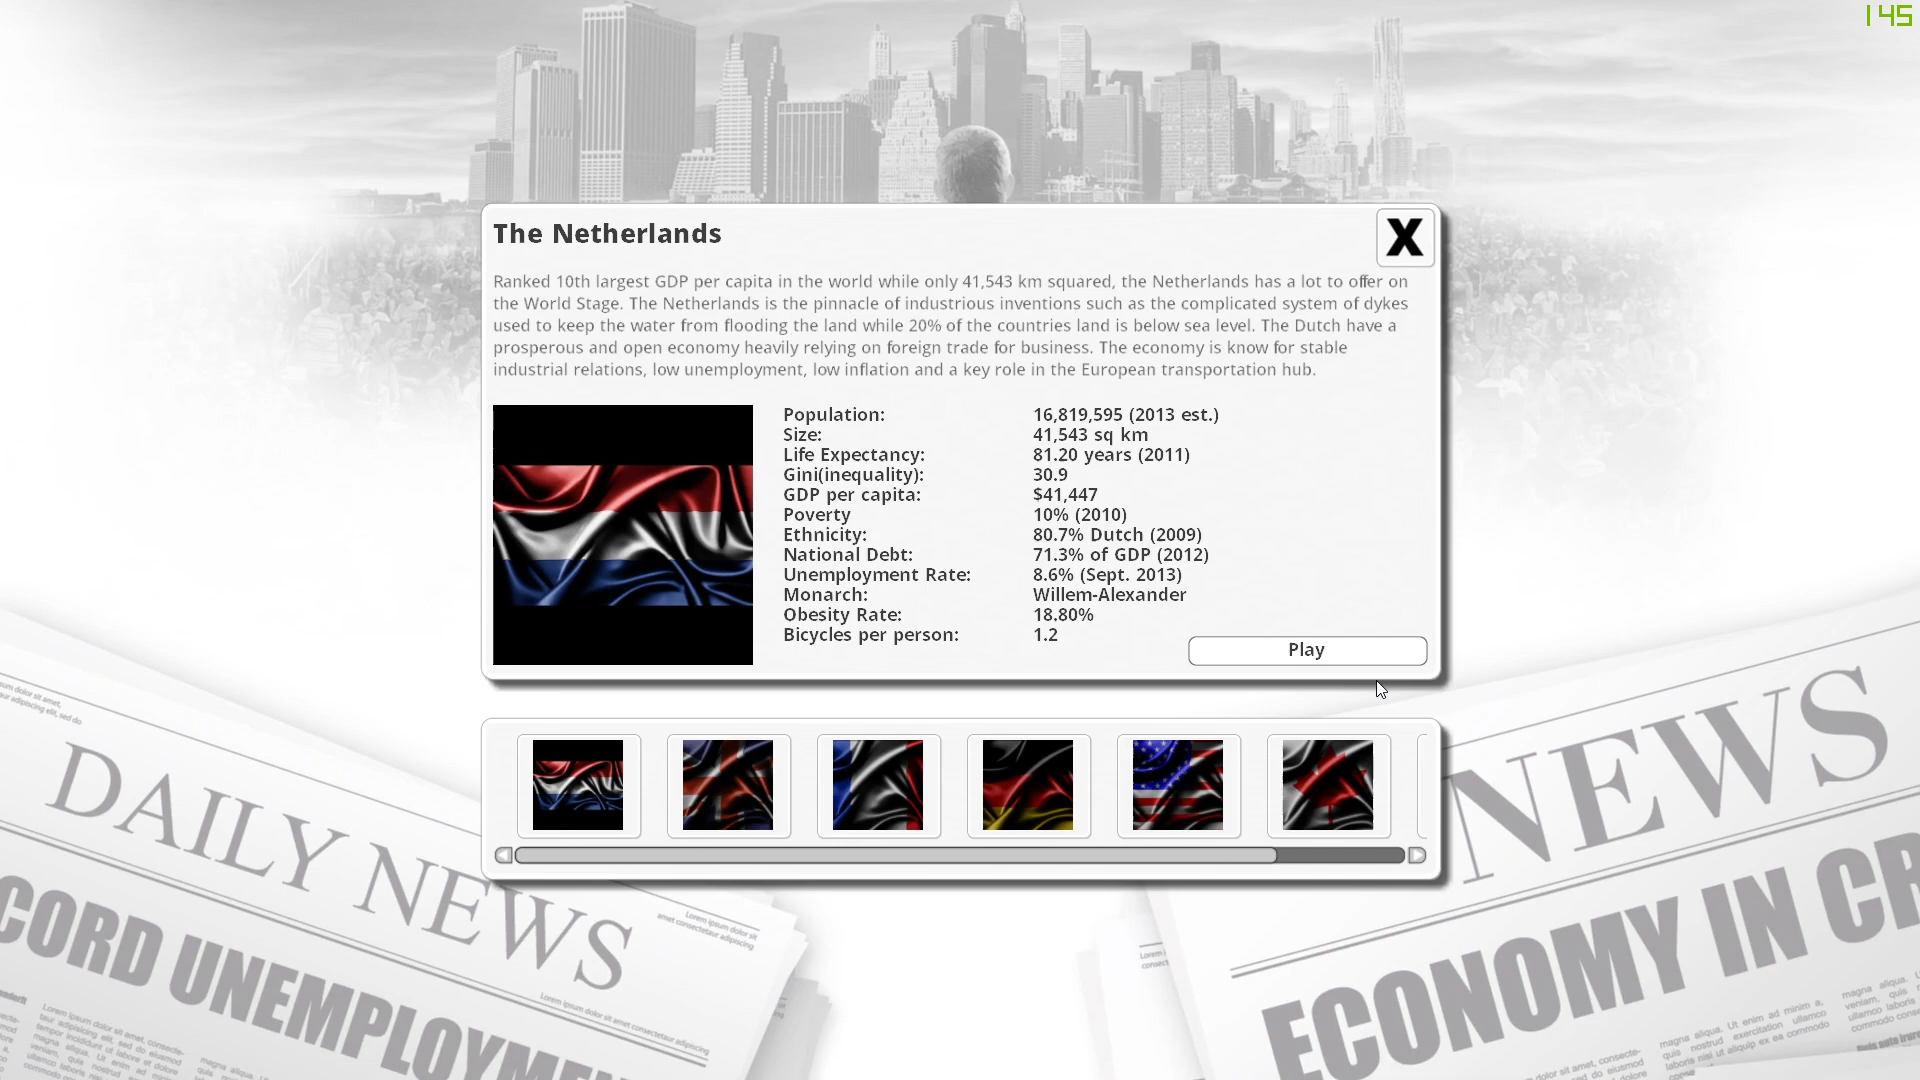 145
The Netherlands
X
Ranked 10th largest GDP per capita in the world while only 41,543 km squared, the Netherlands has a lot to offer on
the World Stage. The Netherlands is the pinnacle of industrious inventions such as the complicated system of dykes
used to keep the water from flooding the land while 20% of the countries land is below sea level. The Dutch have a
prosperous and open economy heavily relying on foreign trade for business. The economy is know for stable
industrial relations, low unemployment, low inflation and a key role in the European transportation hub.
Population: 16,819,595 (2013 est.)
Size: 41,543 sq km
Life Expectancy: 81.20 years (2011)
Gini(inequality): 30.9
GDP per capita: $41,447
Poverty 10% (2010)
Ethnicity: 80.7% Dutch (2009)
National Debt: 71.3% of GDP (2012)
Unemployment Rate: 8.6% (Sept. 2013)
Monarch: Willem-Alexander
Obesity Rate: 18.80%
Bicycles per person: 1.2
Play
DAILY NEWS
CORD UNEMPLOYME
Lorem ipsum dolor sit
amet consectetaur adipiscing
NEWS
ECONOMY IN CR